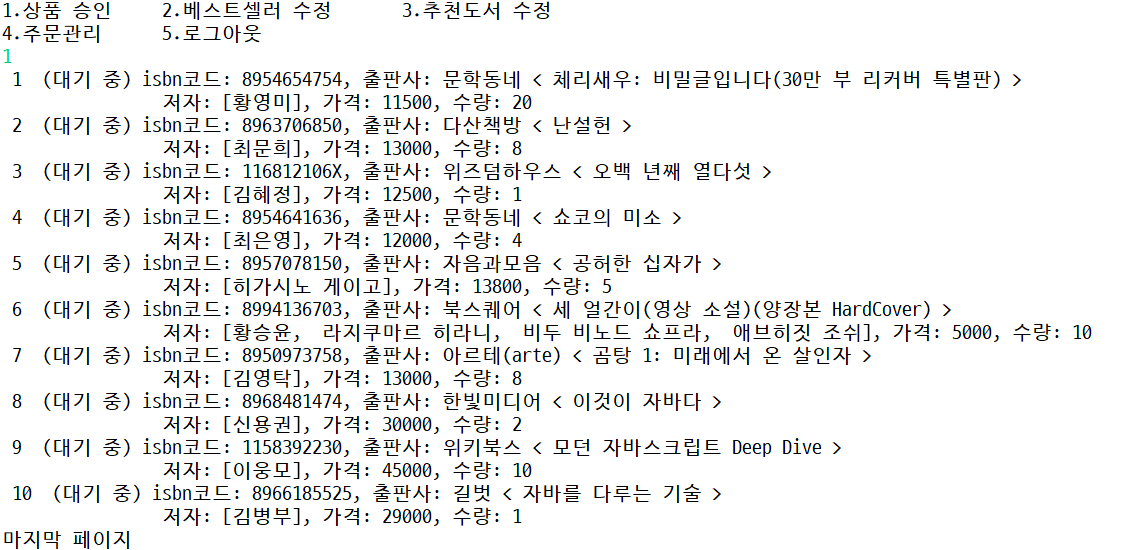 1.상품 승인 2.베스트셀러 수정 3.추천도서 수정
4.주문관리 5.로그아웃
1
1 (대기 중) isbn코드: 8954654754, 출판사: 문학동네 < 체리새우: 비밀글입니다(30만 부 리커버 특별판) >
저자: [황영미], 가격: 11500, 수량: 20
2 (대기 중) isbn코드: 8963706850, 출판사: 다산책방 < 난설헌 >
저자: [최문희], 가격: 13000, 수량: 8
3 (대기 중) isbn코드: 116812106X, 출판사: 위즈덤하우스 < 오백 년째 열다섯 >
저자: [김혜정], 가격: 12500, 수량: 1
4 (대기 중) isbn코드: 8954641636, 출판사: 문학동네 < 쇼코의 미소 >
저자: [최은영], 가격: 12000, 수량: 4
5 (대기 중) isbn코드: 8957078150, 출판사: 자음과모음 < 공허한 십자가 >
저자: [히가시노 게이고], 가격: 13800, 수량: 5
6 (대기 중) isbn코드: 8994136703, 출판사: 북스퀘어 < 세 얼간이(영상 소설)(양장본 HardCover) >
저자: [황승윤, 라지쿠마르 히라니, 비두 비노드 쇼프라, 애브히짓 조쉬], 가격: 5000, 수량: 10
7 (대기 중) isbn코드: 8950973758, 출판사: 아르테(arte) < 곰탕 1: 미래에서 온 살인자 >
저자: [김영탁], 가격: 13000, 수량: 8
8 (대기 중) isbn코드: 8968481474, 출판사: 한빛미디어 < 이것이 자바다 >
저자: [신용권], 가격: 30000, 수량: 2
9 (대기 중) isbn코드: 1158392230, 출판사: 위키북스 < 모던 자바스크립트 Deep Dive >
저자: [이웅모], 가격: 45000, 수량: 10
10 (대기 중) isbn코드: 8966185525, 출판사: 길벗 < 자바를 다루는 기술 >
저자: [김병부], 가격: 29000, 수량: 1
마지막 페이지